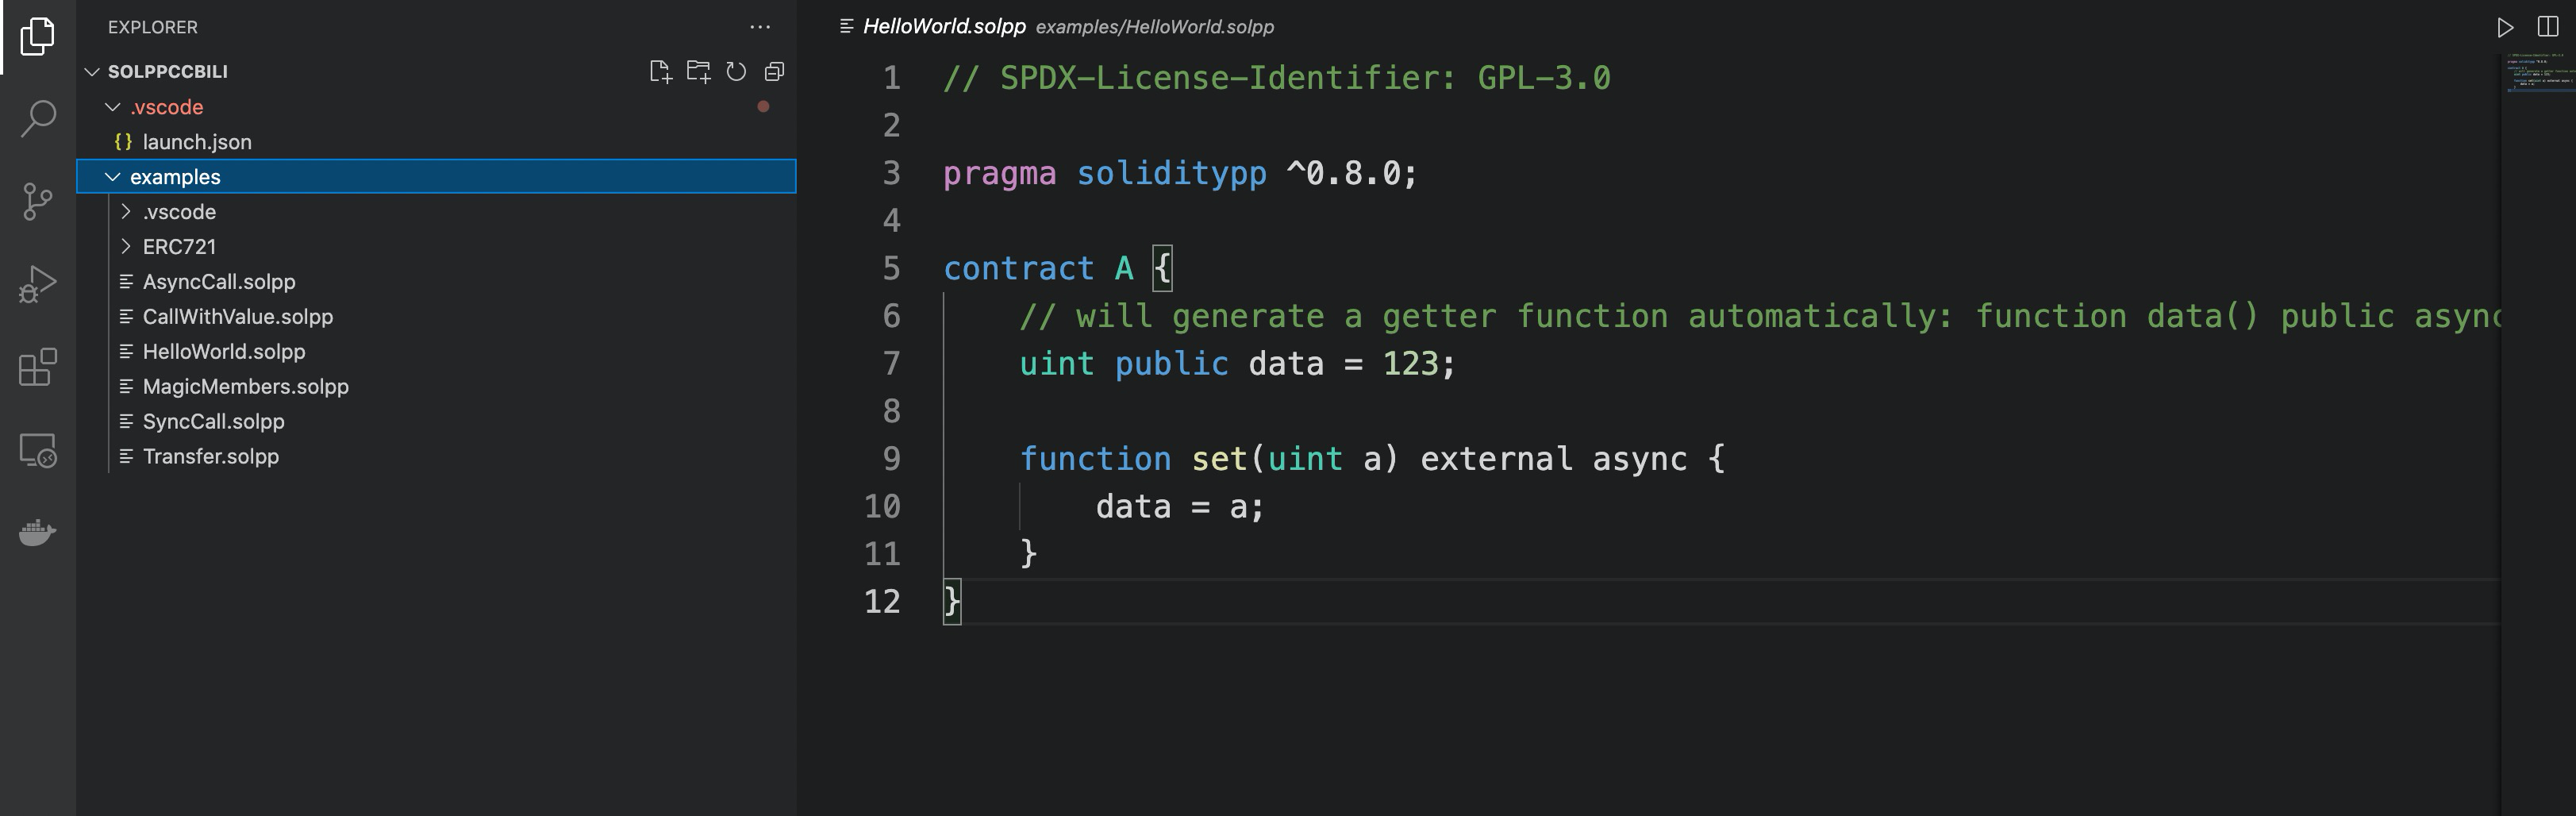 EXPLORER
SOLPPCCBILI
.vscode
{} launch.json
examples
.vscode
ERC721
AsyncCall.solpp
CallWithValue.solpp
HelloWorld.solpp
MagicMembers.solpp
SyncCall.solpp
Transfer.solpp
HelloWorld.solpp examples/HelloWorld.solpp
1 // SPDX-License-Identifier: GPL-3.0
2
3 pragma soliditypp ^0.8.0;
4
5 contract A {
6 // will generate a getter function automatically: function data() public async
7 uint public data = 123;
8
9 function set(uint a) external async {
10 data = a;
11 }
12 }